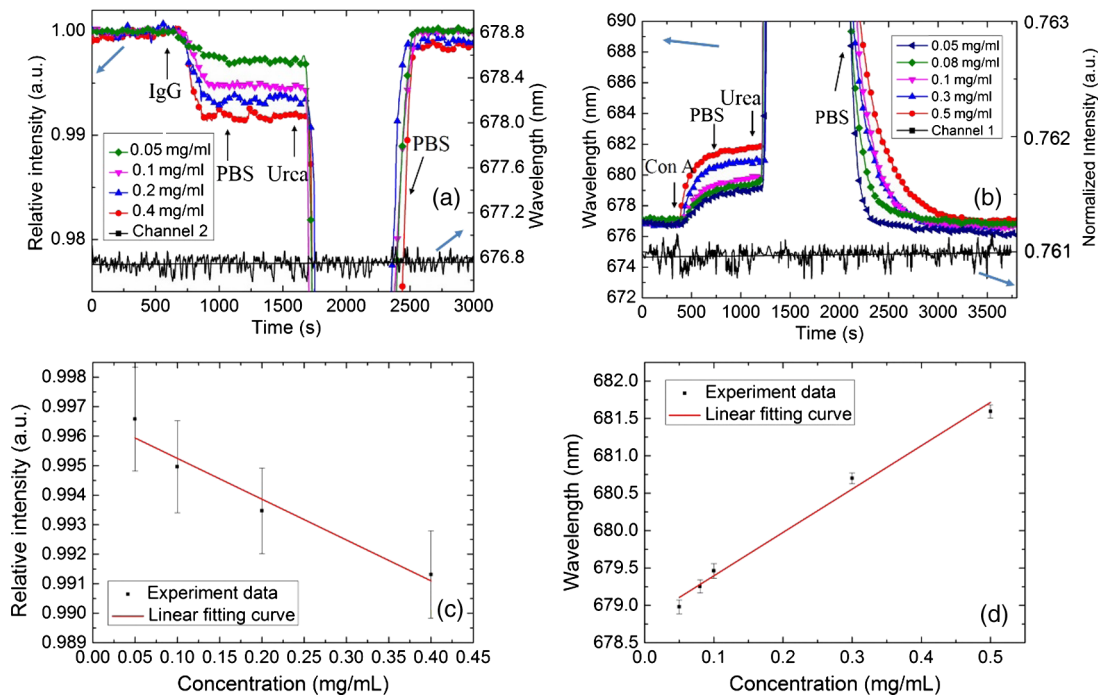 1.00
0.99
0.98
Relative intensity (a.u.)
IgG
PBS
Urea
PBS
0.05 mg/ml
0.1 mg/ml
0.2 mg/ml
0.4 mg/ml
Channel 2
(a)
678.8
678.4
678.0
677.6
677.2
676.8
Wavelength (nm)
0 500 1000 1500 2000 2500 3000
Time (s)
690
688
686
684
682
680
678
676
674
672
Wavelength (nm)
Con A
PBS
Urea
PBS
0.05 mg/ml
0.08 mg/ml
0.1 mg/ml
0.3 mg/ml
0.5 mg/ml
Channel 1
(b)
0.763
0.762
0.761
Normalized Intensity (a.u.)
0 500 1000 1500 2000 2500 3000 3500
Time (s)
0.998
0.997
0.996
0.995
0.994
0.993
0.992
0.991
0.990
0.989
Relative intensity (a.u.)
Experiment data
Linear fitting curve
(c)
0.00 0.05 0.10 0.15 0.20 0.25 0.30 0.35 0.40 0.45
Concentration (mg/mL)
682.0
681.5
681.0
680.5
680.0
679.5
679.0
678.5
Wavelength (nm)
Experiment data
Linear fitting curve
(d)
0.0 0.1 0.2 0.3 0.4 0.5
Concentration (mg/mL)